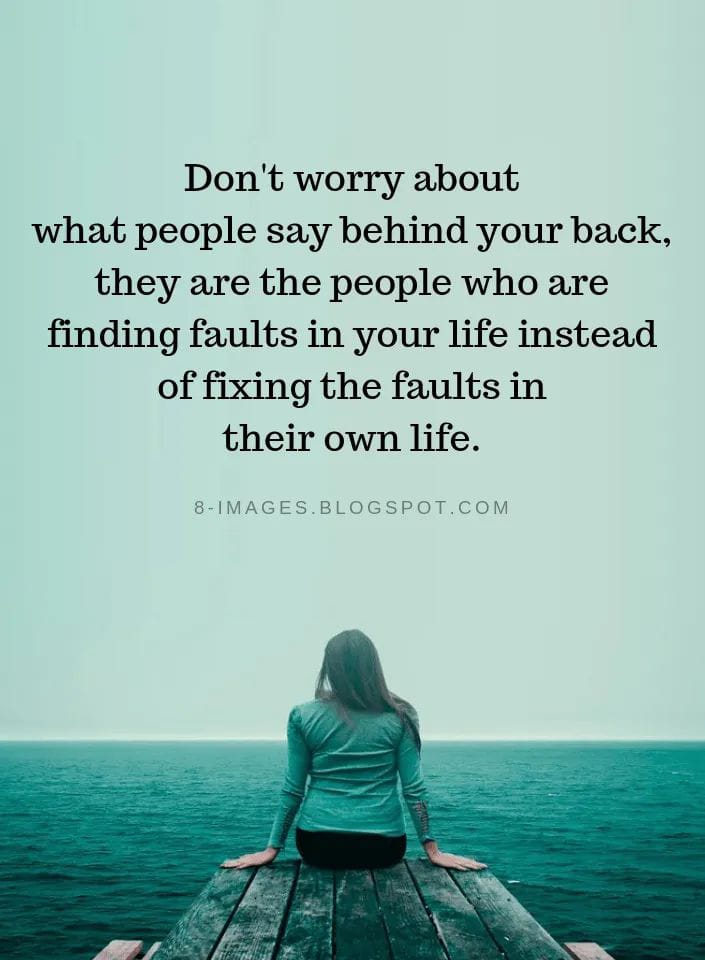 Don't worry about
what people say behind your back,
they are the people who are
finding faults in your life instead
of fixing the faults in
their own life.
8-IMAGES.BLOGSPOT.COM